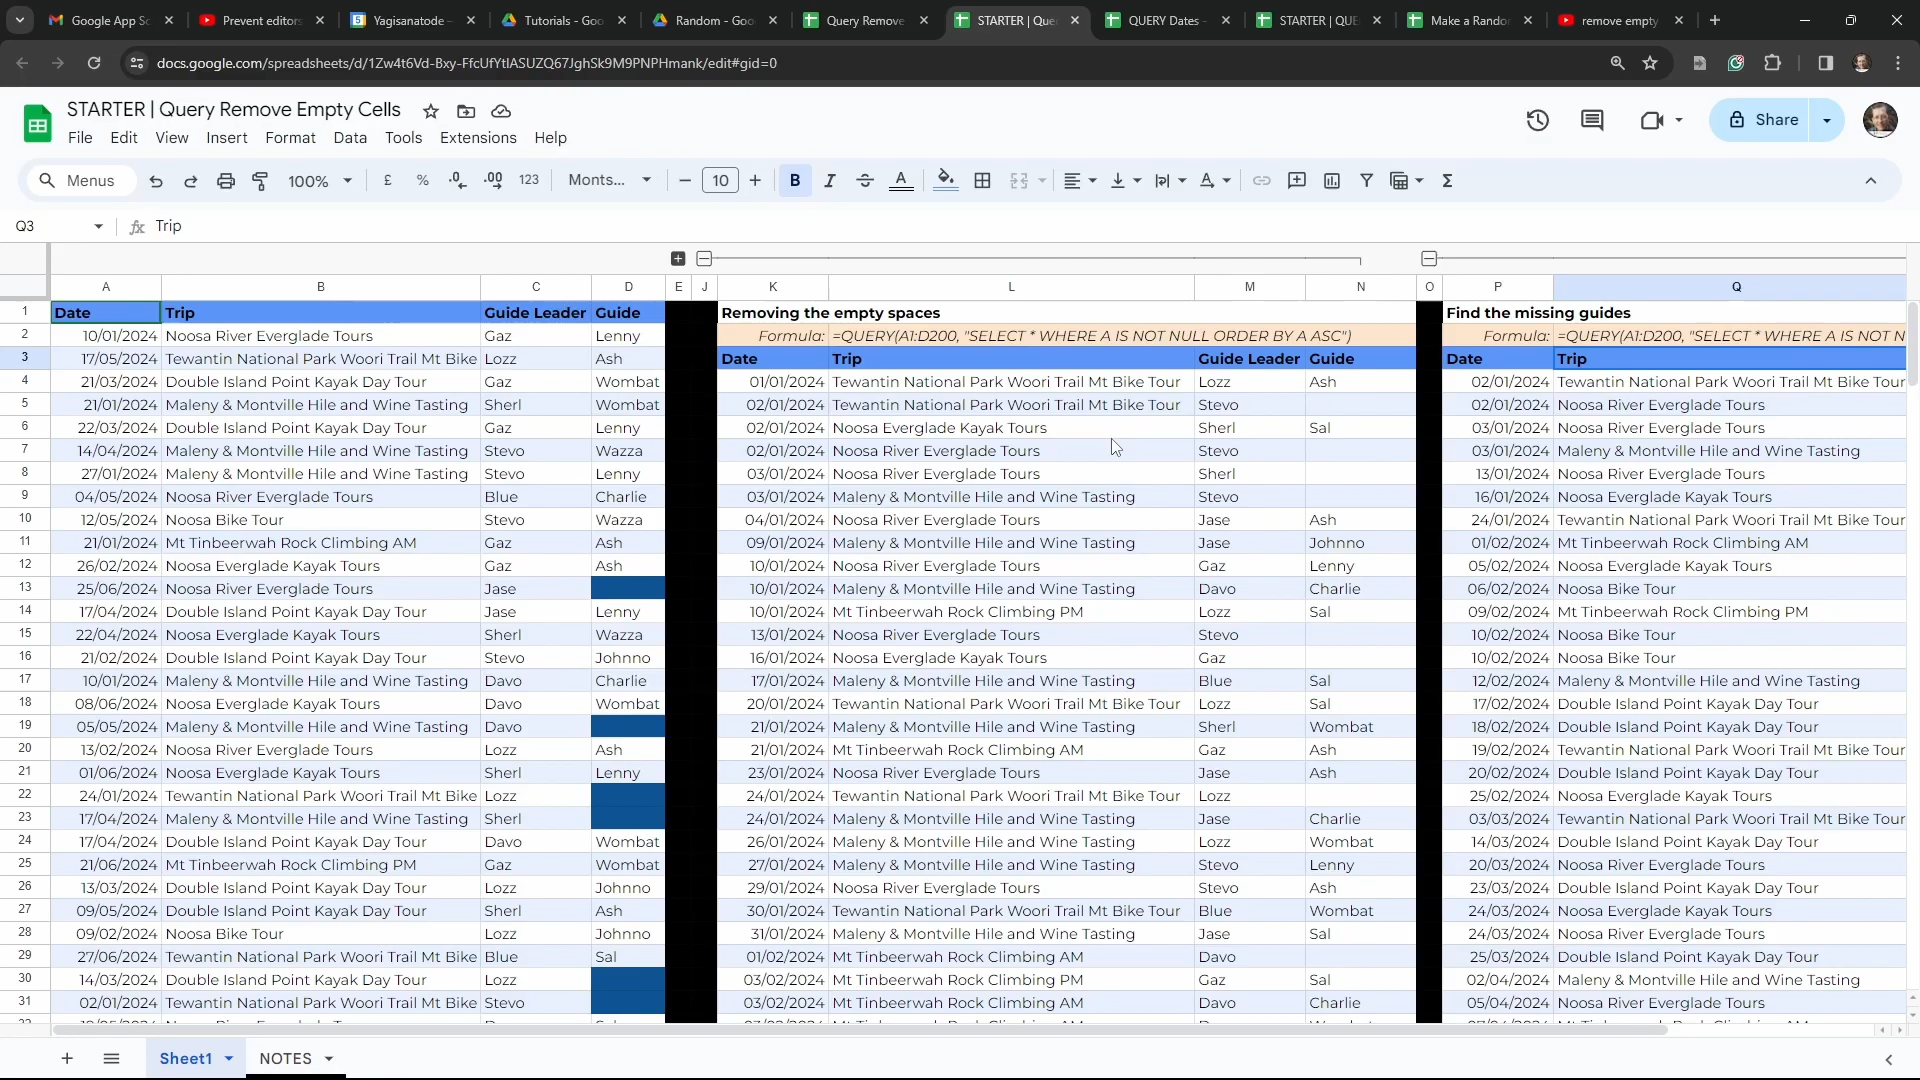 Google App Sc
Prevent editors
Yagisanatode –
Tutorials - Goo
Random - Goo
Query Remove
STARTER | Que
QUERY Dates -
STARTER | QUE
Make a Rando
remove empty
docs.google.com/spreadsheets/d/1Zw4t6Vd-Bxy-FfcUfYtIASUZQ67JghSk9M9PNPHmank/edit#gid=0
STARTER | Query Remove Empty Cells
File Edit View Insert Format Data Tools Extensions Help
Share
Menus 100% £ % .0 .00 123 Monts... 10 B I
Q3 fx Trip
A B C D E J K L M N O P Q
1 Date Trip Guide Leader Guide Removing the empty spaces Find the missing guides
2 10/01/2024 Noosa River Everglade Tours Gaz Lenny Formula: =QUERY(A1:D200, "SELECT * WHERE A IS NOT NULL ORDER BY A ASC") Formula: =QUERY(A1:D200, "SELECT * WHERE A IS NOT N
3 17/05/2024 Tewantin National Park Woori Trail Mt Bike Lozz Ash Date Trip Guide Leader Guide Date Trip
4 21/03/2024 Double Island Point Kayak Day Tour Gaz Wombat 01/01/2024 Tewantin National Park Woori Trail Mt Bike Tour Lozz Ash 02/01/2024 Tewantin National Park Woori Trail Mt Bike Tour
5 21/01/2024 Maleny & Montville Hile and Wine Tasting Sherl Wombat 02/01/2024 Tewantin National Park Woori Trail Mt Bike Tour Stevo 02/01/2024 Noosa River Everglade Tours
6 22/03/2024 Double Island Point Kayak Day Tour Gaz Lenny 02/01/2024 Noosa Everglade Kayak Tours Sherl Sal 03/01/2024 Noosa River Everglade Tours
7 14/04/2024 Maleny & Montville Hile and Wine Tasting Stevo Wazza 02/01/2024 Noosa River Everglade Tours Stevo 03/01/2024 Maleny & Montville Hile and Wine Tasting
8 27/01/2024 Maleny & Montville Hile and Wine Tasting Stevo Lenny 03/01/2024 Noosa River Everglade Tours Sherl 13/01/2024 Noosa River Everglade Tours
9 04/05/2024 Noosa River Everglade Tours Blue Charlie 03/01/2024 Maleny & Montville Hile and Wine Tasting Stevo 16/01/2024 Noosa Everglade Kayak Tours
10 12/05/2024 Noosa Bike Tour Stevo Wazza 04/01/2024 Noosa River Everglade Tours Jase Ash 24/01/2024 Tewantin National Park Woori Trail Mt Bike Tour
11 21/01/2024 Mt Tinbeerwah Rock Climbing AM Gaz Ash 09/01/2024 Maleny & Montville Hile and Wine Tasting Jase Johnno 01/02/2024 Mt Tinbeerwah Rock Climbing AM
12 26/02/2024 Noosa Everglade Kayak Tours Gaz Ash 10/01/2024 Noosa River Everglade Tours Gaz Lenny 05/02/2024 Noosa Everglade Kayak Tours
13 25/06/2024 Noosa River Everglade Tours Jase 10/01/2024 Maleny & Montville Hile and Wine Tasting Davo Charlie 06/02/2024 Noosa Bike Tour
14 17/04/2024 Double Island Point Kayak Day Tour Jase Lenny 10/01/2024 Mt Tinbeerwah Rock Climbing PM Lozz Sal 09/02/2024 Mt Tinbeerwah Rock Climbing PM
15 22/04/2024 Noosa Everglade Kayak Tours Sherl Wazza 13/01/2024 Noosa River Everglade Tours Stevo 10/02/2024 Noosa Bike Tour
16 21/02/2024 Double Island Point Kayak Day Tour Stevo Johnno 16/01/2024 Noosa Everglade Kayak Tours Gaz 10/02/2024 Noosa Bike Tour
17 10/01/2024 Maleny & Montville Hile and Wine Tasting Davo Charlie 17/01/2024 Maleny & Montville Hile and Wine Tasting Blue Sal 12/02/2024 Maleny & Montville Hile and Wine Tasting
18 08/06/2024 Noosa Everglade Kayak Tours Davo Wombat 20/01/2024 Tewantin National Park Woori Trail Mt Bike Tour Lozz Sal 17/02/2024 Double Island Point Kayak Day Tour
19 05/05/2024 Maleny & Montville Hile and Wine Tasting Davo 21/01/2024 Maleny & Montville Hile and Wine Tasting Sherl Wombat 18/02/2024 Double Island Point Kayak Day Tour
20 13/02/2024 Noosa River Everglade Tours Lozz Ash 21/01/2024 Mt Tinbeerwah Rock Climbing AM Gaz Ash 19/02/2024 Tewantin National Park Woori Trail Mt Bike Tour
21 01/06/2024 Noosa Everglade Kayak Tours Sherl Lenny 23/01/2024 Noosa River Everglade Tours Jase Ash 20/02/2024 Double Island Point Kayak Day Tour
22 24/01/2024 Tewantin National Park Woori Trail Mt Bike Lozz 24/01/2024 Tewantin National Park Woori Trail Mt Bike Tour Lozz 25/02/2024 Noosa Everglade Kayak Tours
23 17/04/2024 Maleny & Montville Hile and Wine Tasting Sherl 24/01/2024 Maleny & Montville Hile and Wine Tasting Jase Charlie 03/03/2024 Tewantin National Park Woori Trail Mt Bike Tour
24 17/04/2024 Double Island Point Kayak Day Tour Davo Wombat 26/01/2024 Maleny & Montville Hile and Wine Tasting Lozz Wombat 14/03/2024 Double Island Point Kayak Day Tour
25 21/06/2024 Mt Tinbeerwah Rock Climbing PM Gaz Wombat 27/01/2024 Maleny & Montville Hile and Wine Tasting Stevo Lenny 20/03/2024 Noosa River Everglade Tours
26 13/03/2024 Double Island Point Kayak Day Tour Lozz Johnno 29/01/2024 Noosa River Everglade Tours Stevo Ash 23/03/2024 Double Island Point Kayak Day Tour
27 09/05/2024 Double Island Point Kayak Day Tour Sherl Ash 30/01/2024 Tewantin National Park Woori Trail Mt Bike Tour Blue Wombat 24/03/2024 Noosa Everglade Kayak Tours
28 09/02/2024 Noosa Bike Tour Lozz Johnno 31/01/2024 Maleny & Montville Hile and Wine Tasting Jase Sal 24/03/2024 Noosa River Everglade Tours
29 27/06/2024 Tewantin National Park Woori Trail Mt Bike Blue Sal 01/02/2024 Mt Tinbeerwah Rock Climbing AM Davo 25/03/2024 Double Island Point Kayak Day Tour
30 14/03/2024 Double Island Point Kayak Day Tour Lozz 03/02/2024 Mt Tinbeerwah Rock Climbing PM Gaz Sal 02/04/2024 Maleny & Montville Hile and Wine Tasting
31 02/01/2024 Tewantin National Park Woori Trail Mt Bike Stevo 03/02/2024 Mt Tinbeerwah Rock Climbing AM Davo Charlie 05/04/2024 Noosa River Everglade Tours
Sheet1 NOTES